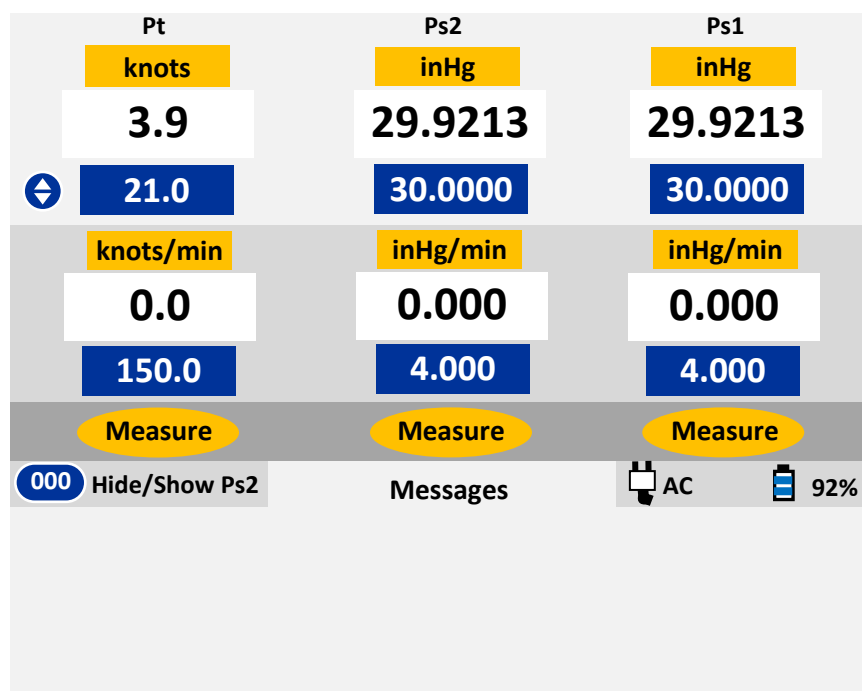 Pt Ps2 Ps1
knots inHg inHg
3.9 29.9213 29.9213
21.0 30.0000 30.0000
knots/min inHg/min inHg/min
0.0 0.000 0.000
150.0 4.000 4.000
Measure Measure Measure
000 Hide/Show Ps2 Messages AC 92%